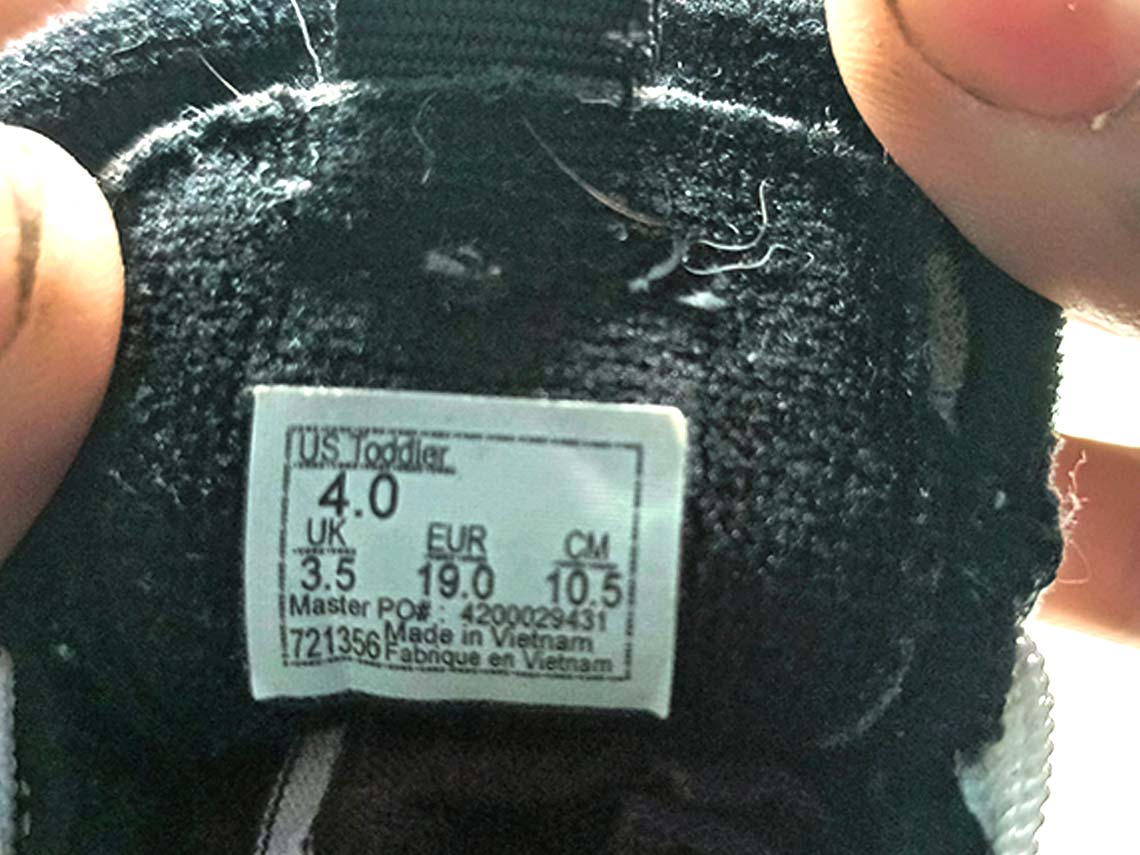 US Toddler
4.0
UK EUR CM
3.5 19.0 10.5
Master PO# : 4200029431
721356 Made in Vietnam
Fabrique en Vietnam